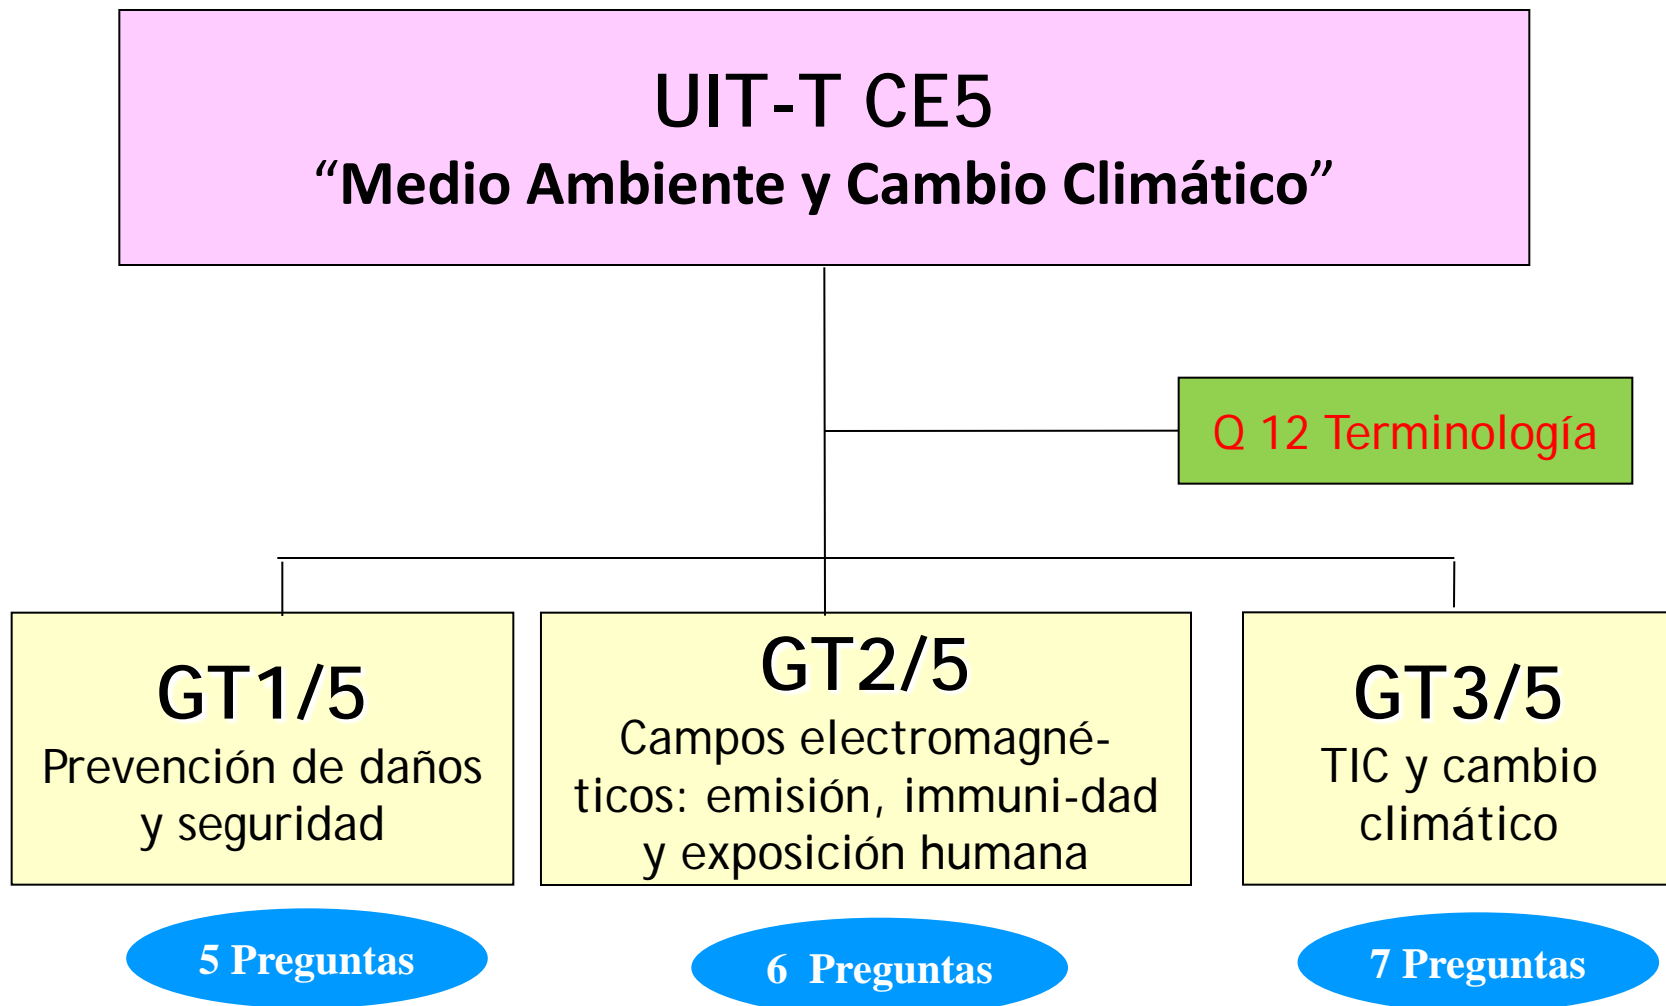 UIT-T CE5
“Medio Ambiente y Cambio Climático”
Q 12 Terminología
GT1/5
Prevención de daños
y seguridad
GT2/5
Campos electromagné-
ticos: emisión, immuni-dad
y exposición humana
GT3/5
TIC y cambio
climático
5 Preguntas
6 Preguntas
7 Preguntas